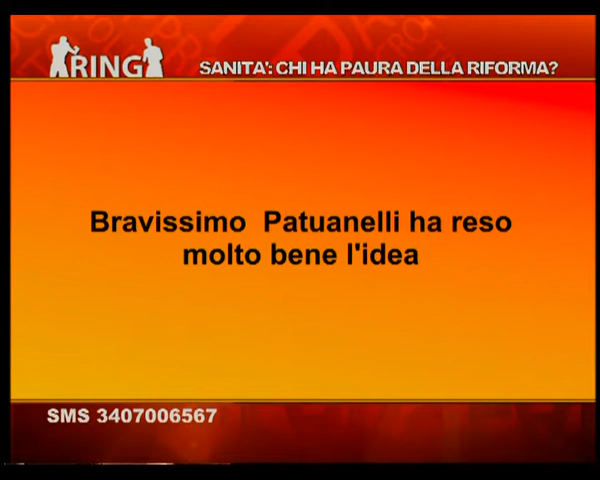 RING
SANITA': CHI HA PAURA DELLA RIFORMA?
Bravissimo  Patuanelli ha reso
molto bene l'idea
SMS 3407006567